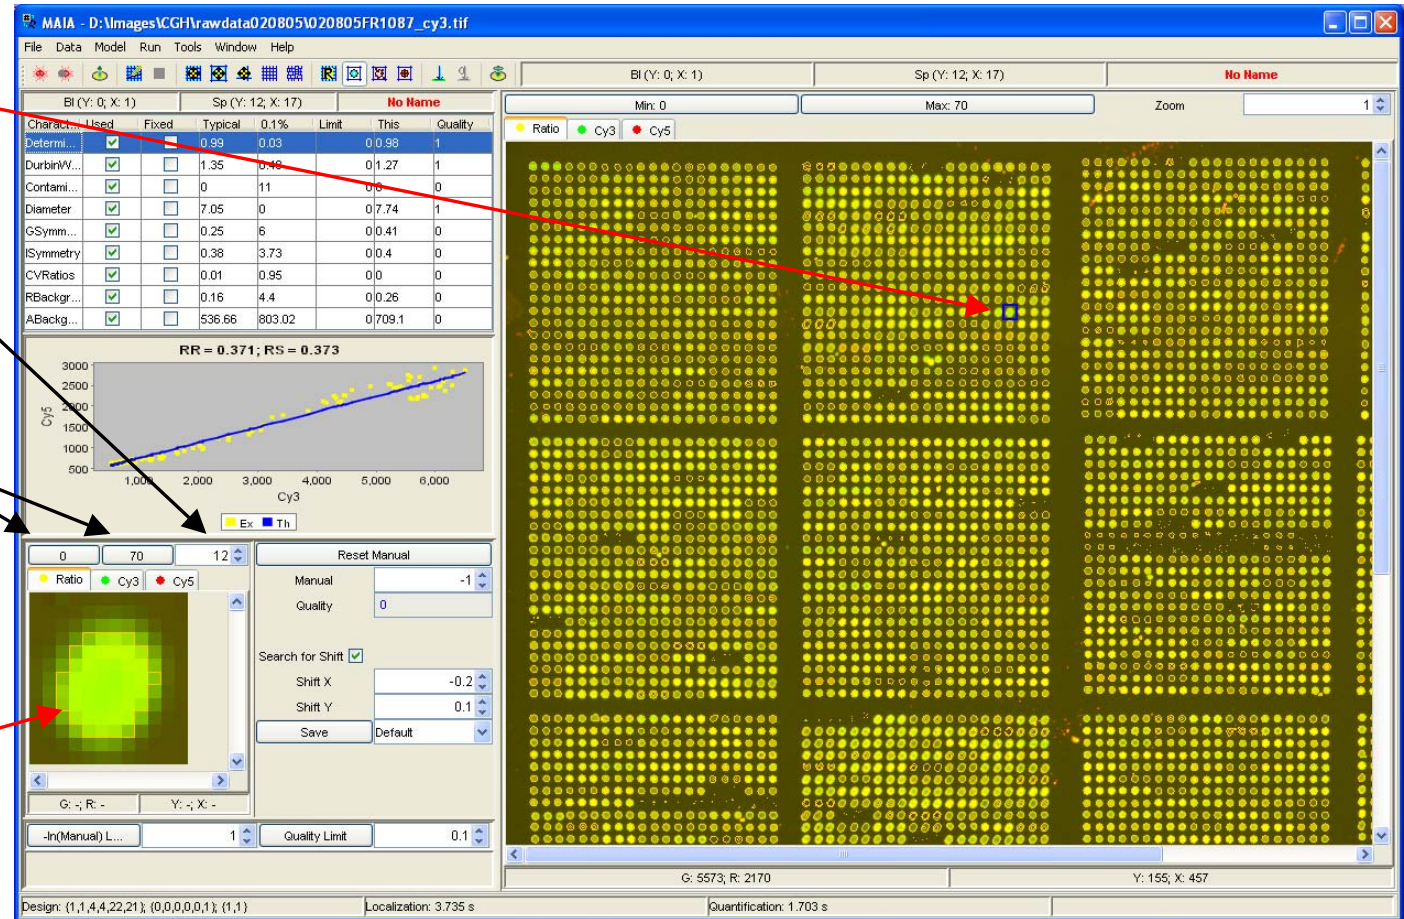 MAIA - D:\Images\CGH\rawdata020805\020805FR1087_cy3.tif
File Data Model Run Tools Window Help
Bl (Y: 0; X: 1) Sp (Y: 12; X: 17) No Name
Bl (Y: 0; X: 1) Sp (Y: 12; X: 17) No Name
Min: 0 Max: 70 Zoom 1
Ratio Cy3 Cy5
Charact... Used Fixed Typical 0.1% Limit This Quality
Determi... 0.99 0.03 0 0.98 1
DurbinW... 1.35 0.48 0 1.27 1
Contami... 0 11 0 0
Diameter 7.05 0 0 7.74 1
GSymm... 0.25 6 0 0.41 0
ISymmetry 0.38 3.73 0 0.4 0
CVRatios 0.01 0.95 0 0 0
RBackgr... 0.16 4.4 0 0.26 0
ABackg... 536.66 803.02 0 709.1 0
RR = 0.371; RS = 0.373
Cy5
3000
2500
2000
1500
1000
500
1,000 2,000 3,000 4,000 5,000 6,000
Cy3
Ex Th
0 70 12 Reset Manual
Ratio Cy3 Cy5
Manual -1
Quality 0
Search for Shift
Shift X -0.2
Shift Y 0.1
Save Default
G: -; R: - Y: -; X: -
-ln(Manual) L... 1 Quality Limit 0.1
G: 5573; R: 2170 Y: 155; X: 457
Design: {1,1,4,4,22,21}; {0,0,0,0,0,1}; {1,1} Localization: 3.735 s Quantification: 1.703 s